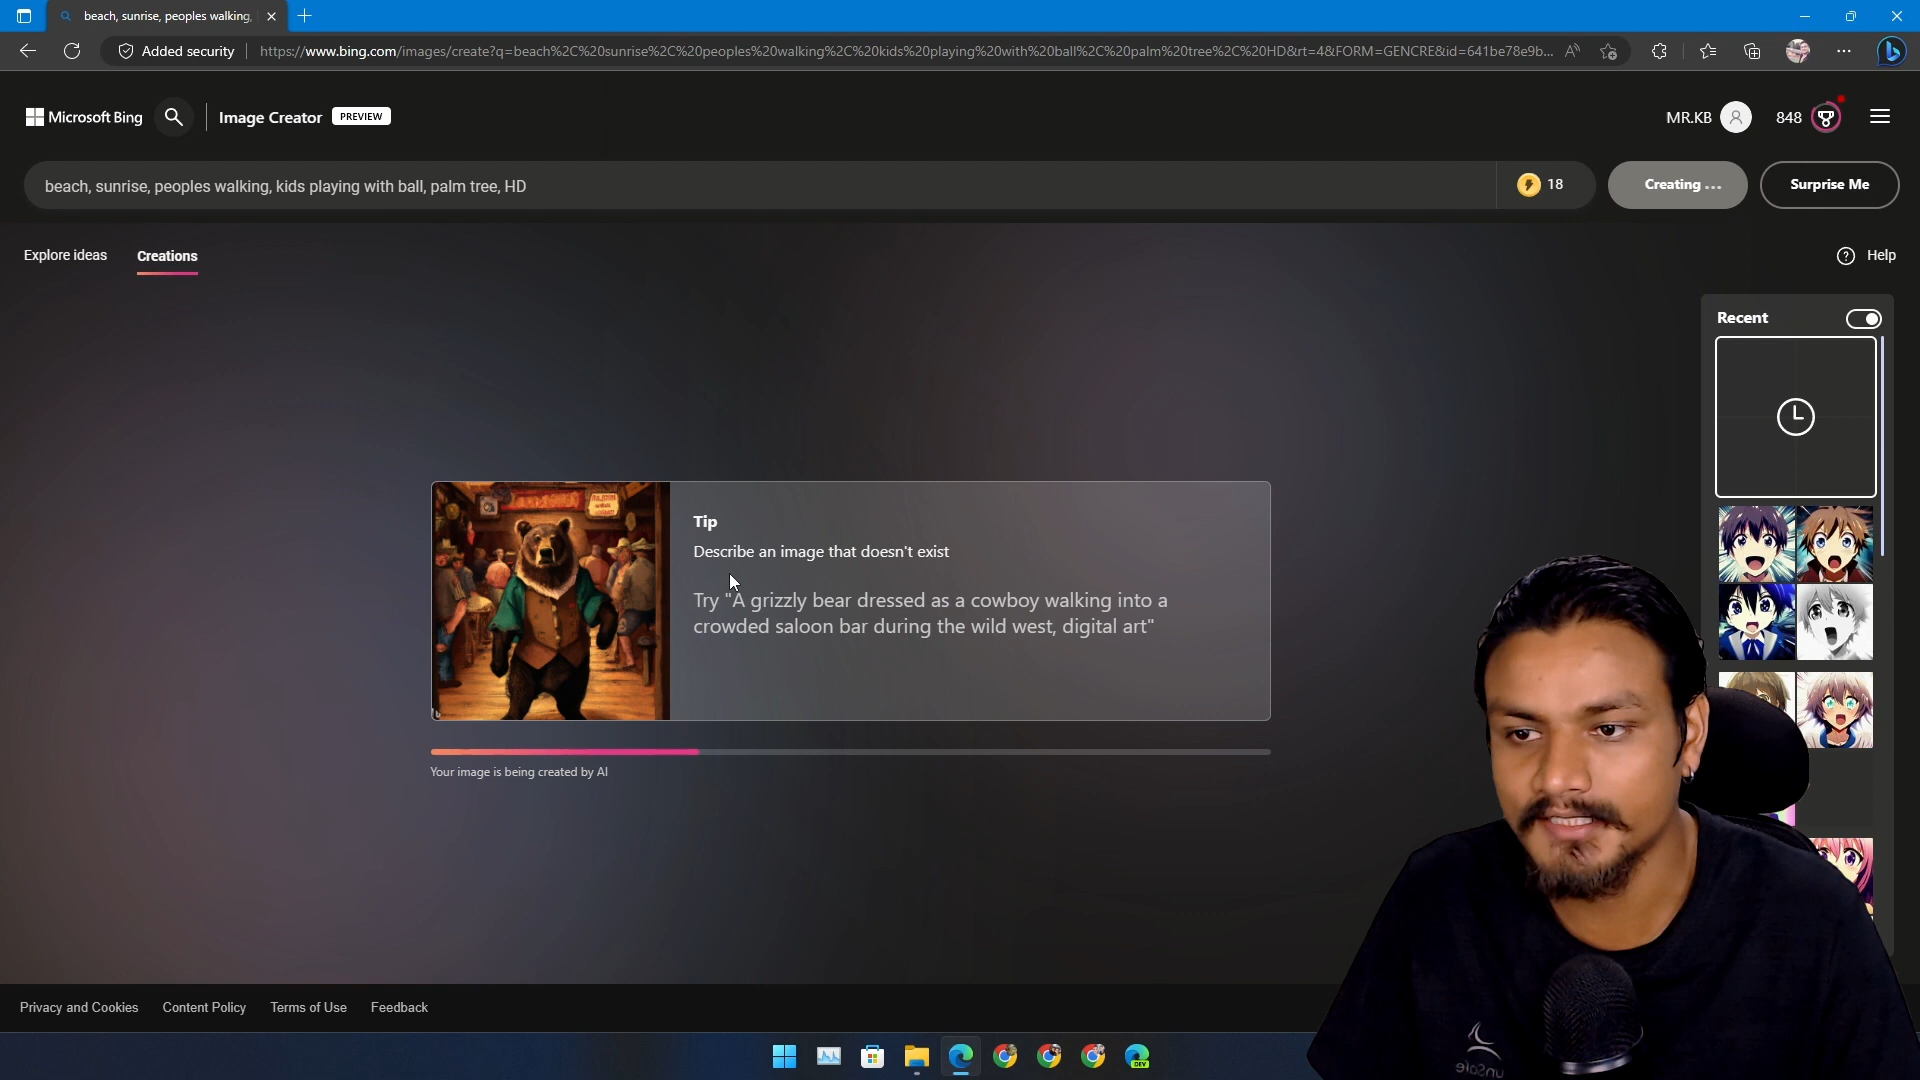 beach, sunrise, peoples walking,
Added security
https://www.bing.com/images/create?q=beach%2C%20sunrise%2C%20peoples%20walking%2C%20kids%20playing%20with%20ball%2C%20palm%20tree%2C%20HD&rt=4&FORM=GENCRE&id=641be78e9b...
Microsoft Bing
Image Creator
PREVIEW
MR.KB
848
beach, sunrise, peoples walking, kids playing with ball, palm tree, HD
18
Creating ...
Surprise Me
Explore ideas
Creations
Help
Recent
Tip
Describe an image that doesn't exist
Try "A grizzly bear dressed as a cowboy walking into a
crowded saloon bar during the wild west, digital art"
Your image is being created by AI
Privacy and Cookies
Content Policy
Terms of Use
Feedback
DEV
unSafe